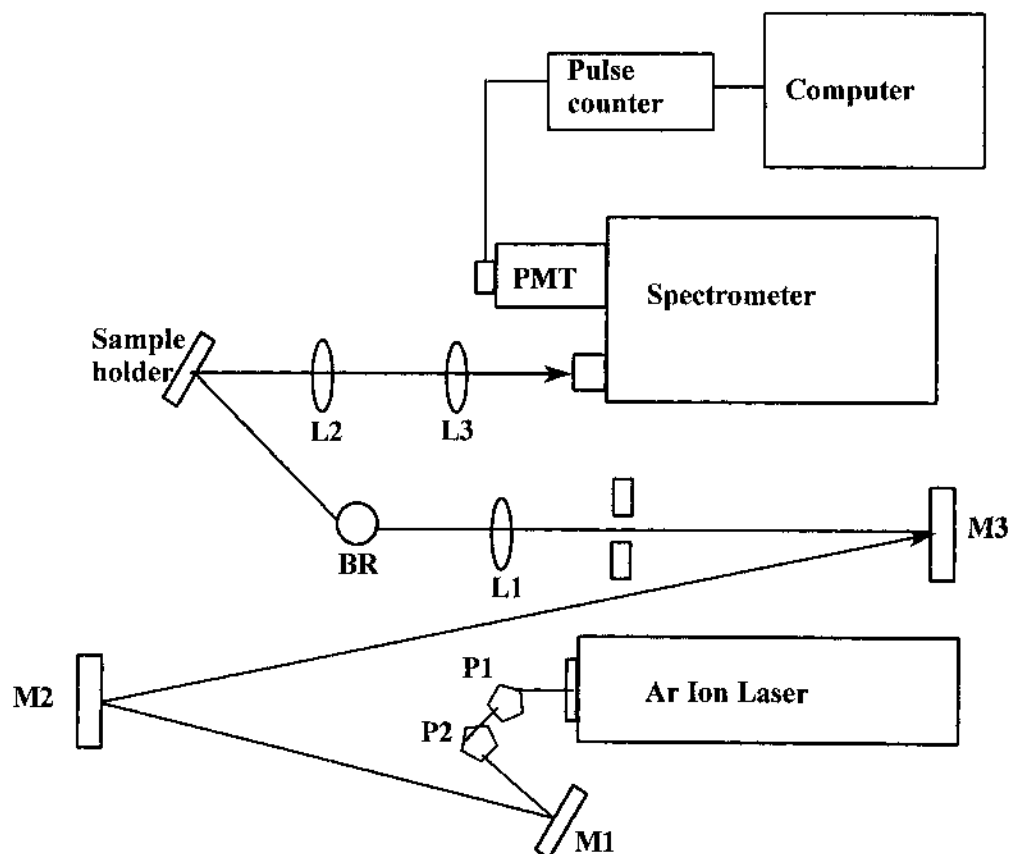 Pulse
counter
Computer
PMT
Spectrometer
Sample
holder
L2
L3
BR
L1
M3
M2
P1
P2
Ar Ion Laser
M1